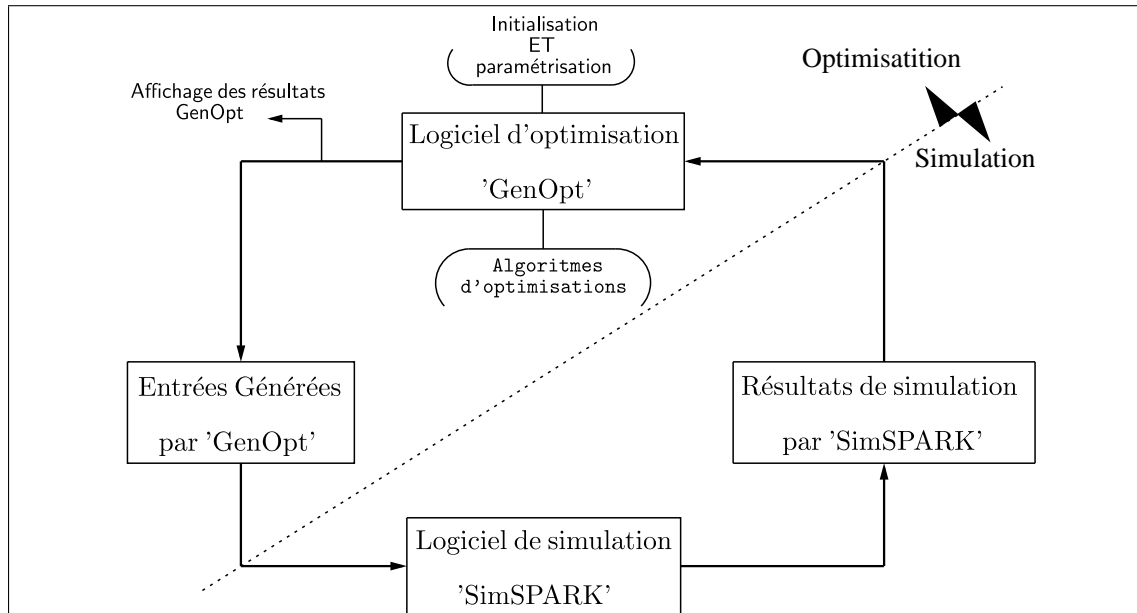 Initialisation
ET
paramétrisation
Optimisatition
Affichage des résultats
GenOpt
Logiciel d'optimisation
'GenOpt'
Simulation
Algoritmes
d'optimisations
Entrées Générées
par 'GenOpt'
Résultats de simulation
par 'SimSPARK'
Logiciel de simulation
'SimSPARK'